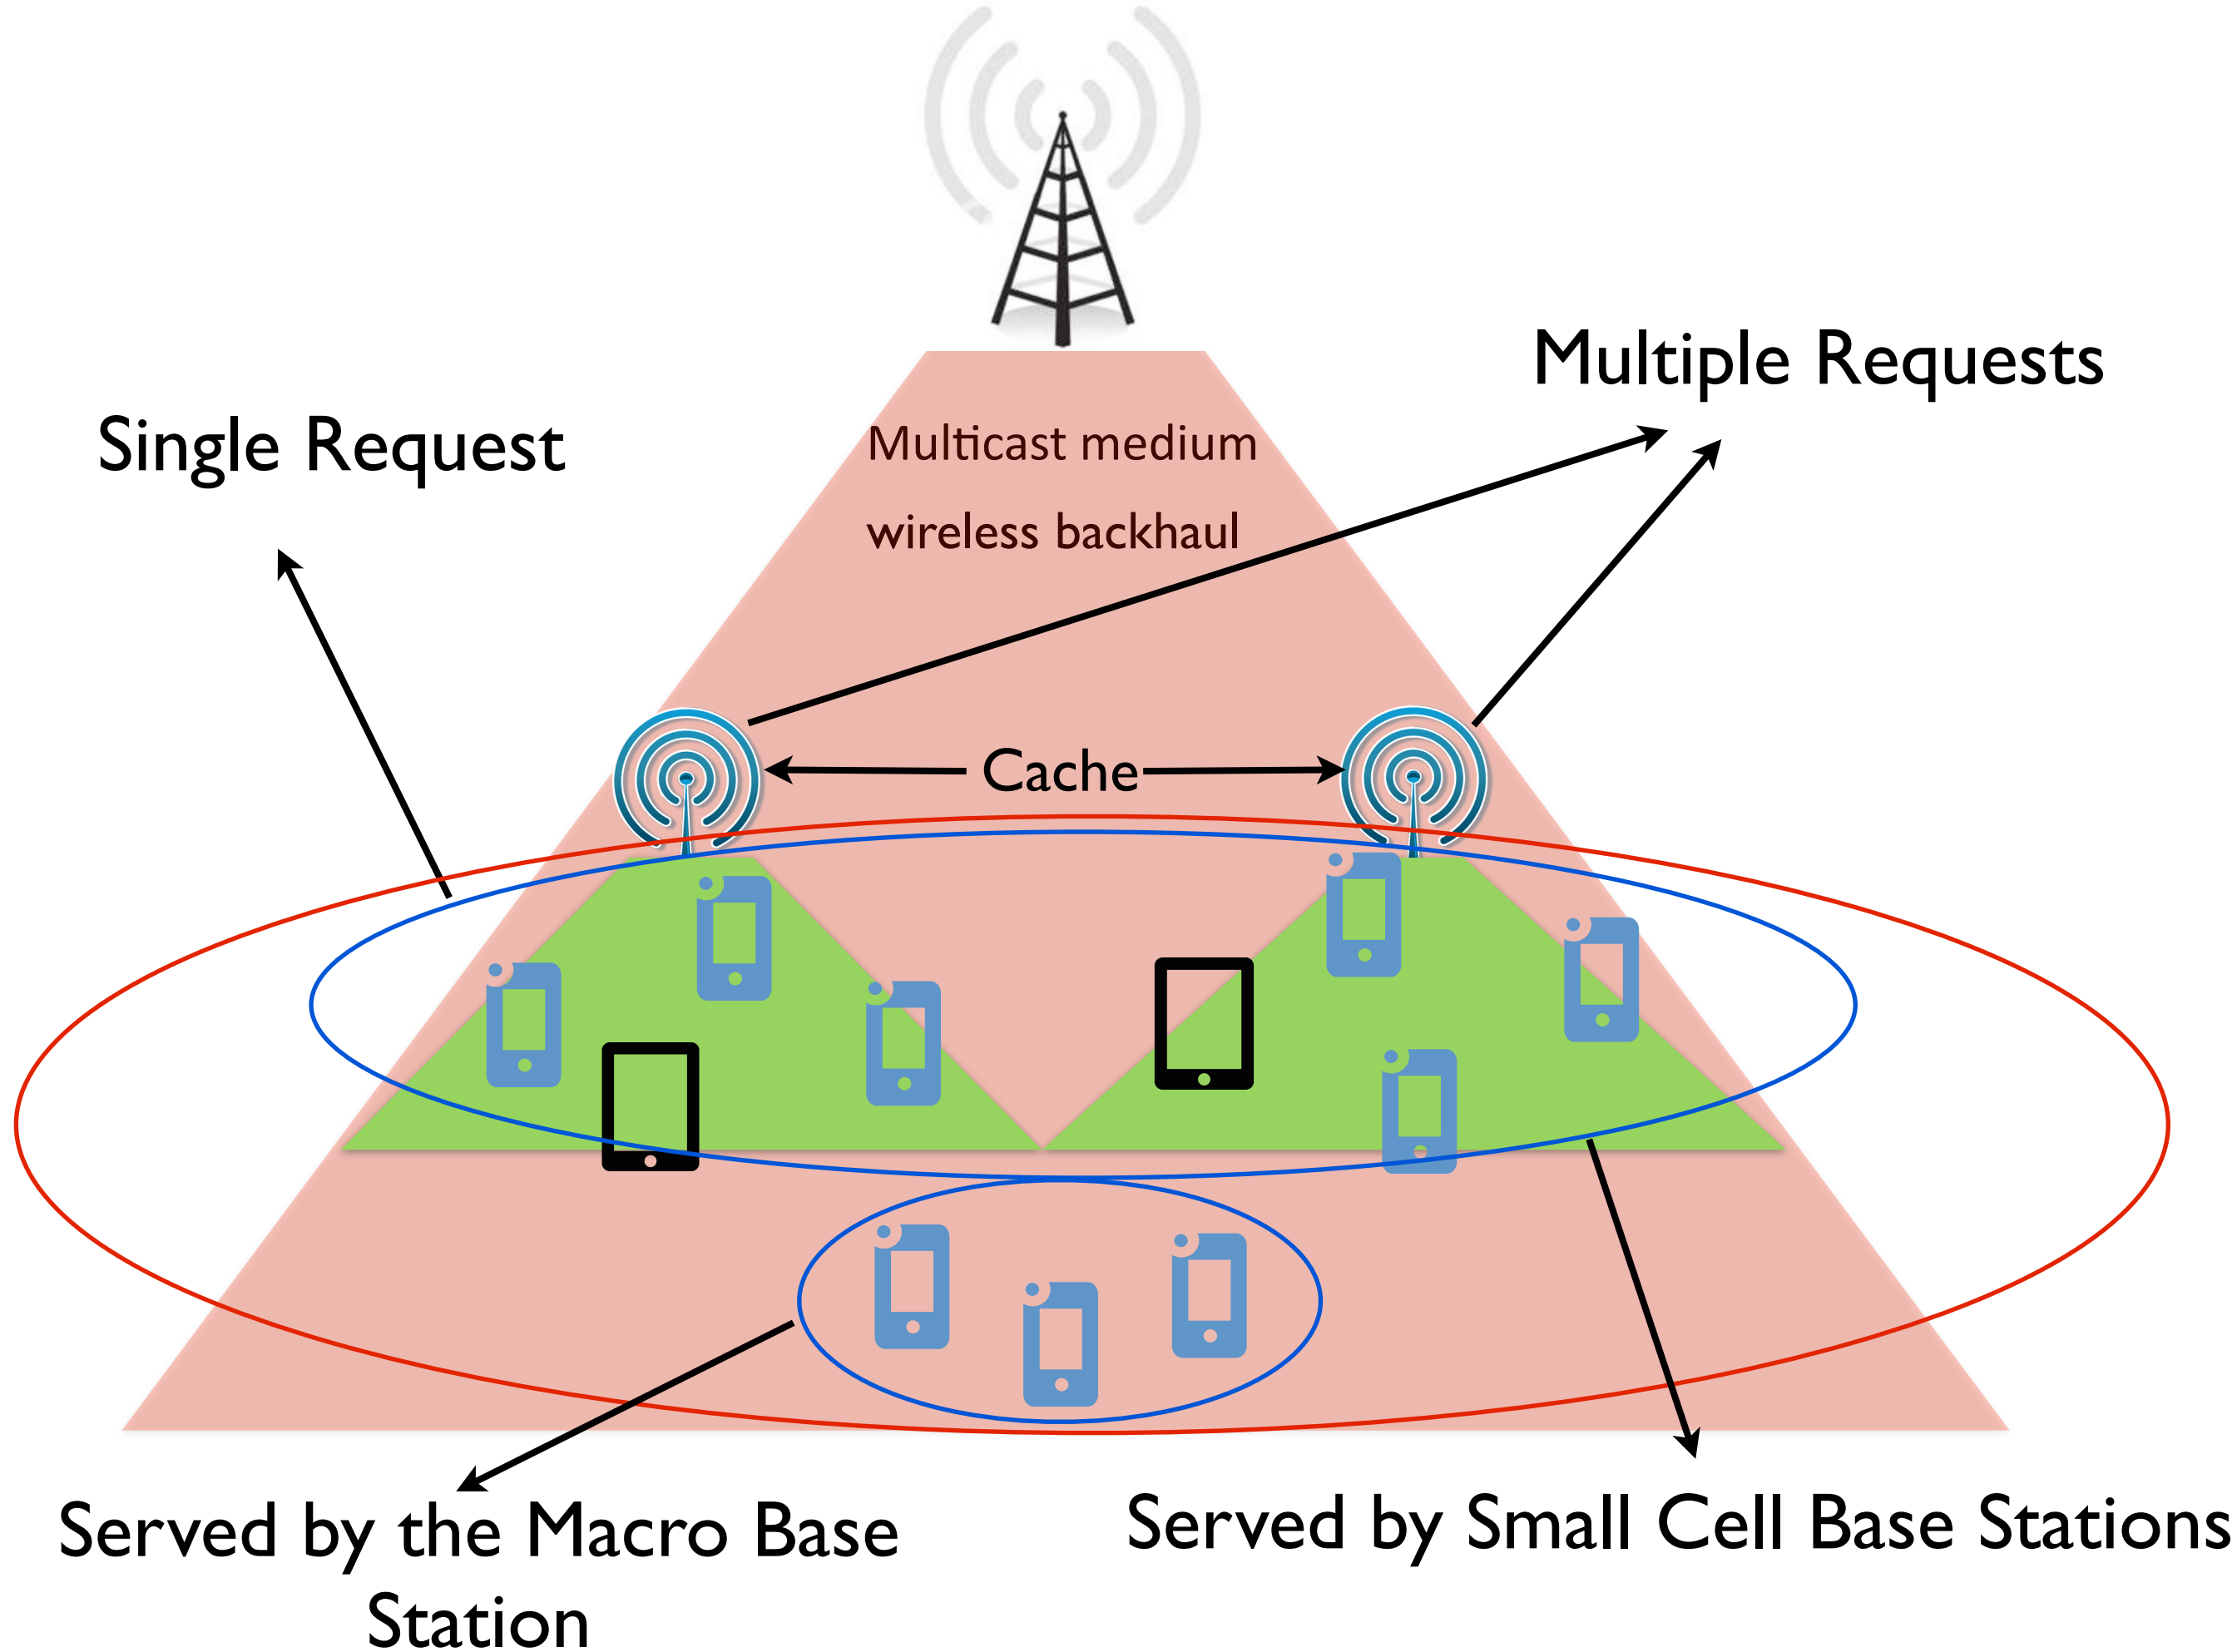 Multiple Requests
Single Request
Multicast medium
wireless backhaul
Cache
Served by the Macro Base
Station
Served by Small Cell Base Stations